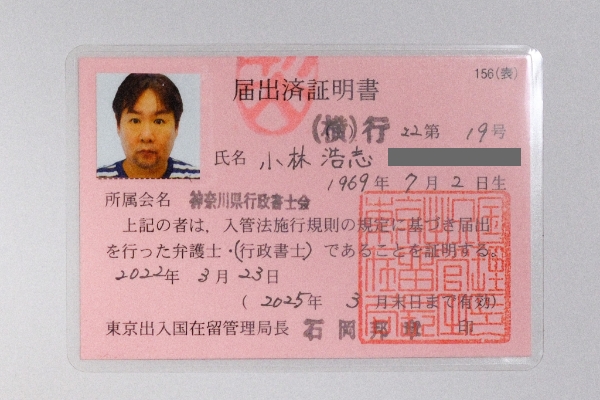 156(表)
届出済証明書
(横)行 22第 19号
氏名 小林 浩志
1969年 7月 2日生
所属会名 神奈川県行政書士会
上記の者は、入管法施行規則の規定に基づき届出
を行った弁護士・(行政書士) であることを証明する。
2022年 3月 23日
( 2025年 3 月末日まで有効)
東京出入国在留管理局長 石岡邦章 印